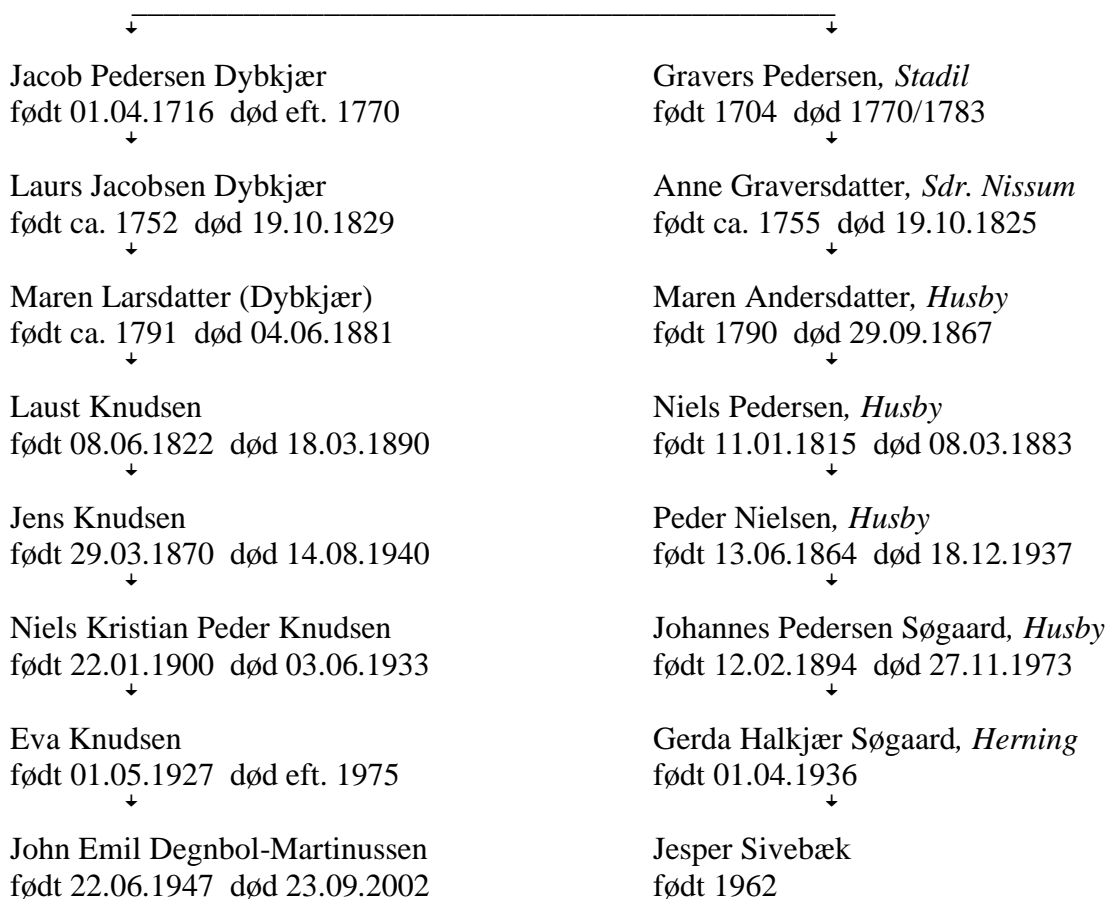 Jacob Pedersen Dybkjær
født 01.04.1716 død eft. 1770
Laurs Jacobsen Dybkjær
født ca. 1752 død 19.10.1829
Maren Larsdatter (Dybkjær)
født ca. 1791 død 04.06.1881
Laust Knudsen
født 08.06.1822 død 18.03.1890
Jens Knudsen
født 29.03.1870 død 14.08.1940
Niels Kristian Peder Knudsen
født 22.01.1900 død 03.06.1933
Eva Knudsen
født 01.05.1927 død eft. 1975
John Emil Degnbol-Martinussen
født 22.06.1947 død 23.09.2002
Gravers Pedersen, Stadil
født 1704 død 1770/1783
Anne Graversdatter, Sdr. Nissum
født ca. 1755 død 19.10.1825
Maren Andersdatter, Husby
født 1790 død 29.09.1867
Niels Pedersen, Husby
født 11.01.1815 død 08.03.1883
Peder Nielsen, Husby
født 13.06.1864 død 18.12.1937
Johannes Pedersen Søgaard, Husby
født 12.02.1894 død 27.11.1973
Gerda Halkjær Søgaard, Herning
født 01.04.1936
Jesper Sivebæk
født 1962